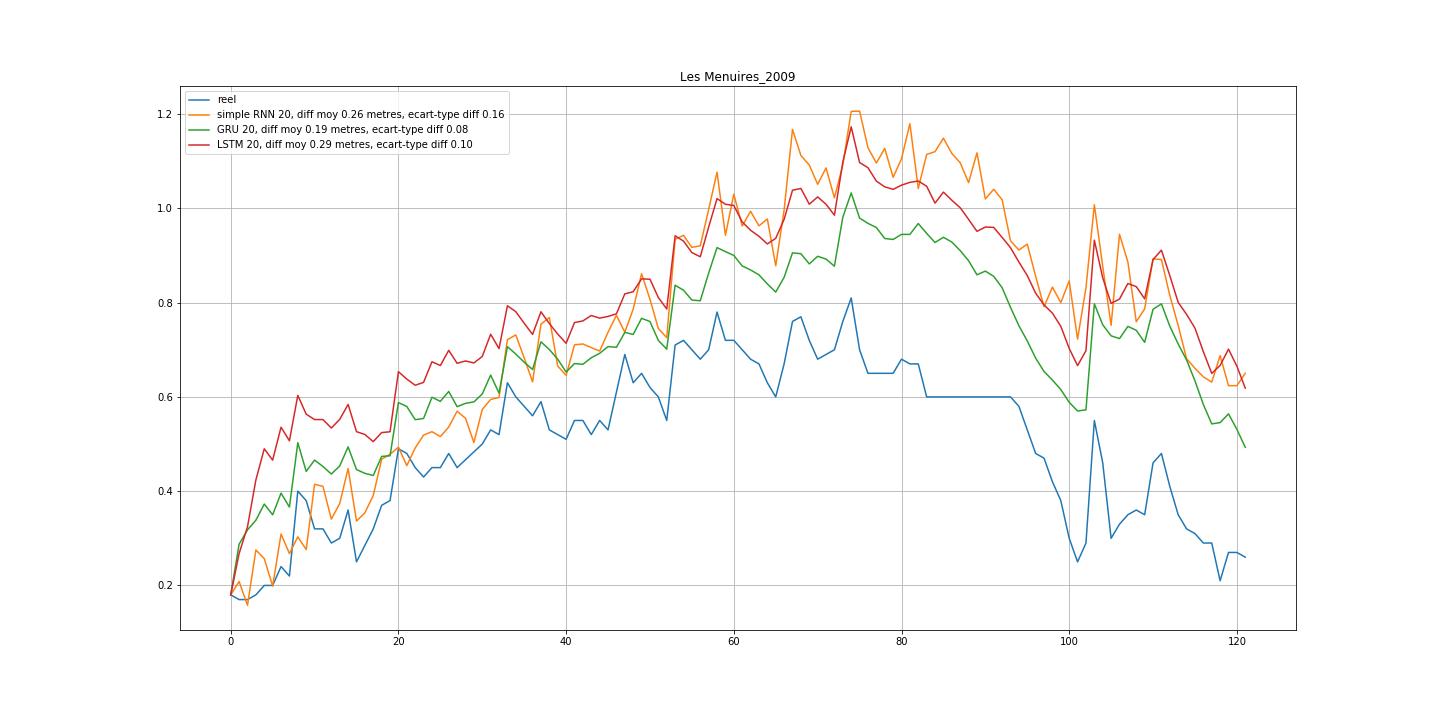 Les Menuires_2009
reel
simple RNN 20, diff moy 0.26 metres, ecart-type diff 0.16
GRU 20, diff moy 0.19 metres, ecart-type diff 0.08
LSTM 20, diff moy 0.29 metres, ecart-type diff 0.10
1.2
1.0
0.8
0.6
0.4
0.2
0 20 40 60 80 100 120